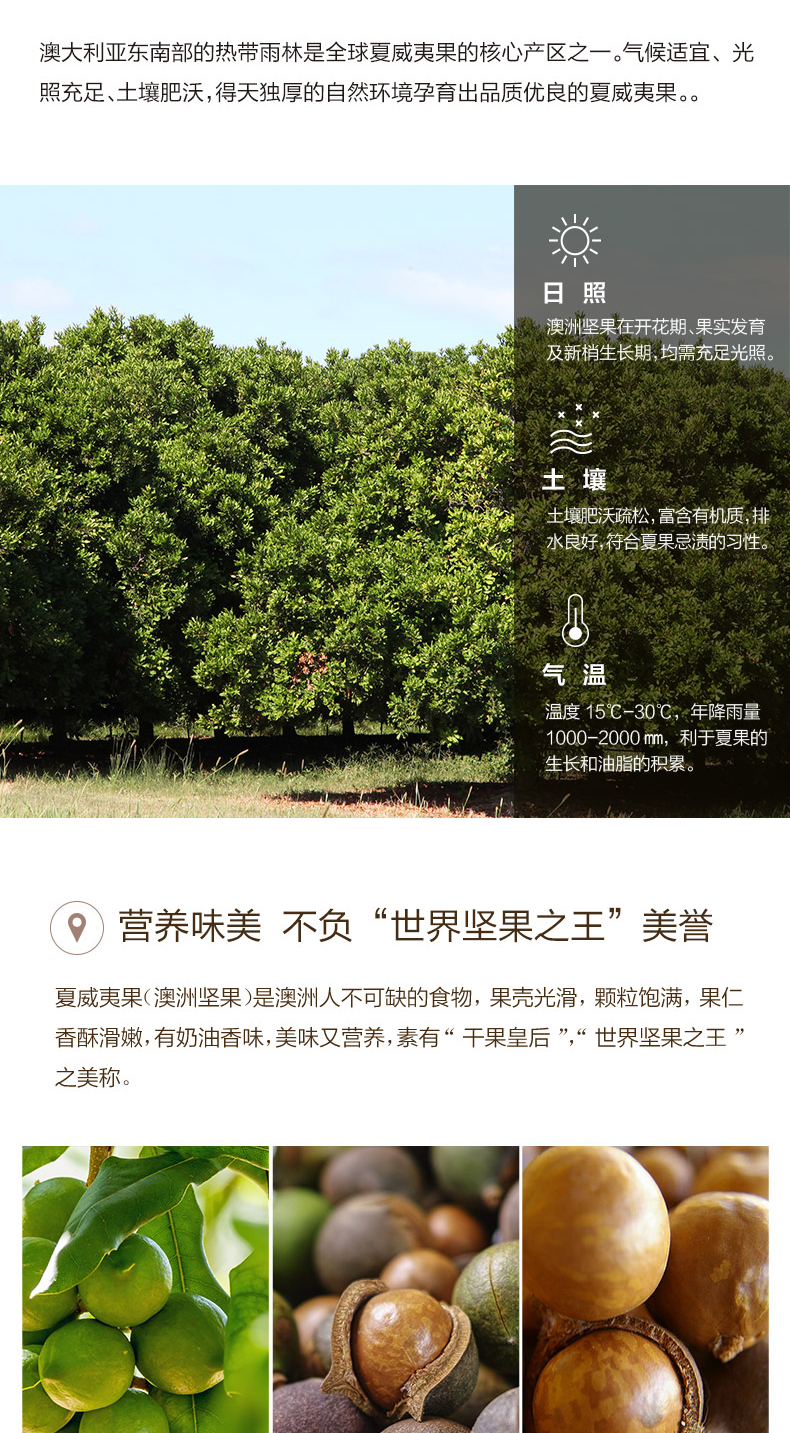 澳大利亚东南部的热带雨林是全球夏威夷果的核心产区之一。气候适宜、光
照充足、土壤肥沃,得天独厚的自然环境孕育出品质优良的夏威夷果。。
日 照
澳洲坚果在开花期、果实发育
及新梢生长期,均需充足光照。
土 壤
土壤肥沃疏松,富含有机质,排
水良好,符合夏果忌渍的习性。
气 温
温度 15℃-30℃, 年降雨量
1000-2000㎜, 利于夏果的
生长和油脂的积累。
营养味美 不负“世界坚果之王”美誉
夏威夷果(澳洲坚果)是澳洲人不可缺的食物, 果壳光滑, 颗粒饱满, 果仁
香酥滑嫩,有奶油香味,美味又营养,素有“ 干果皇后 ”,“ 世界坚果之王 ”
之美称。